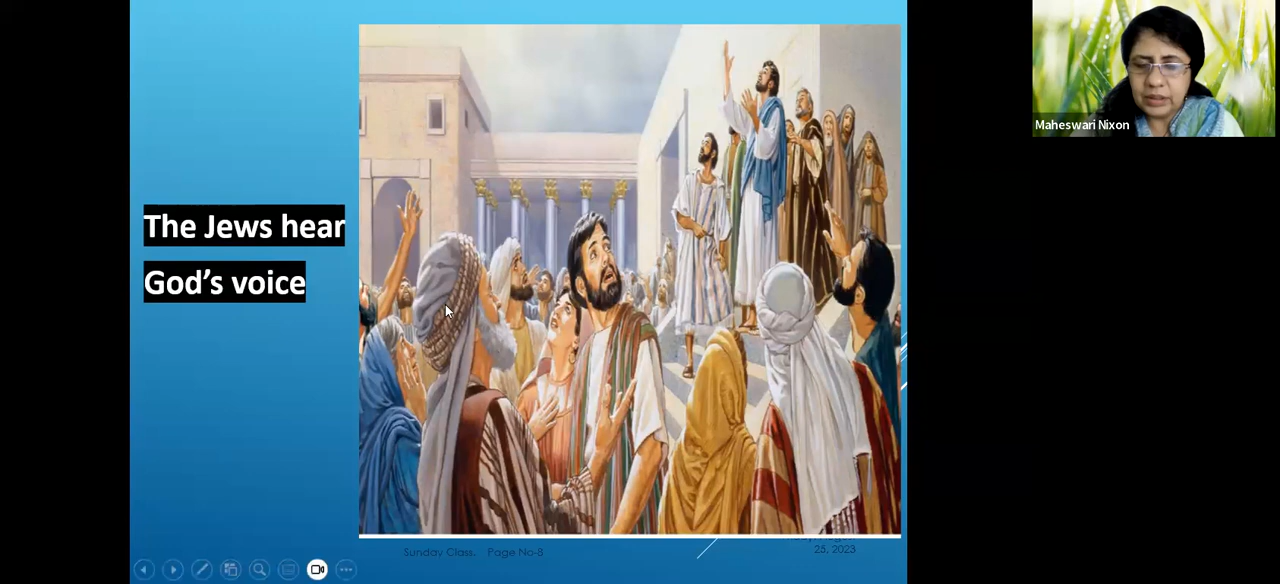 The Jews hear
God’s voice
Maheswari Nixon
Sunday Class. Page No-8
25, 2023